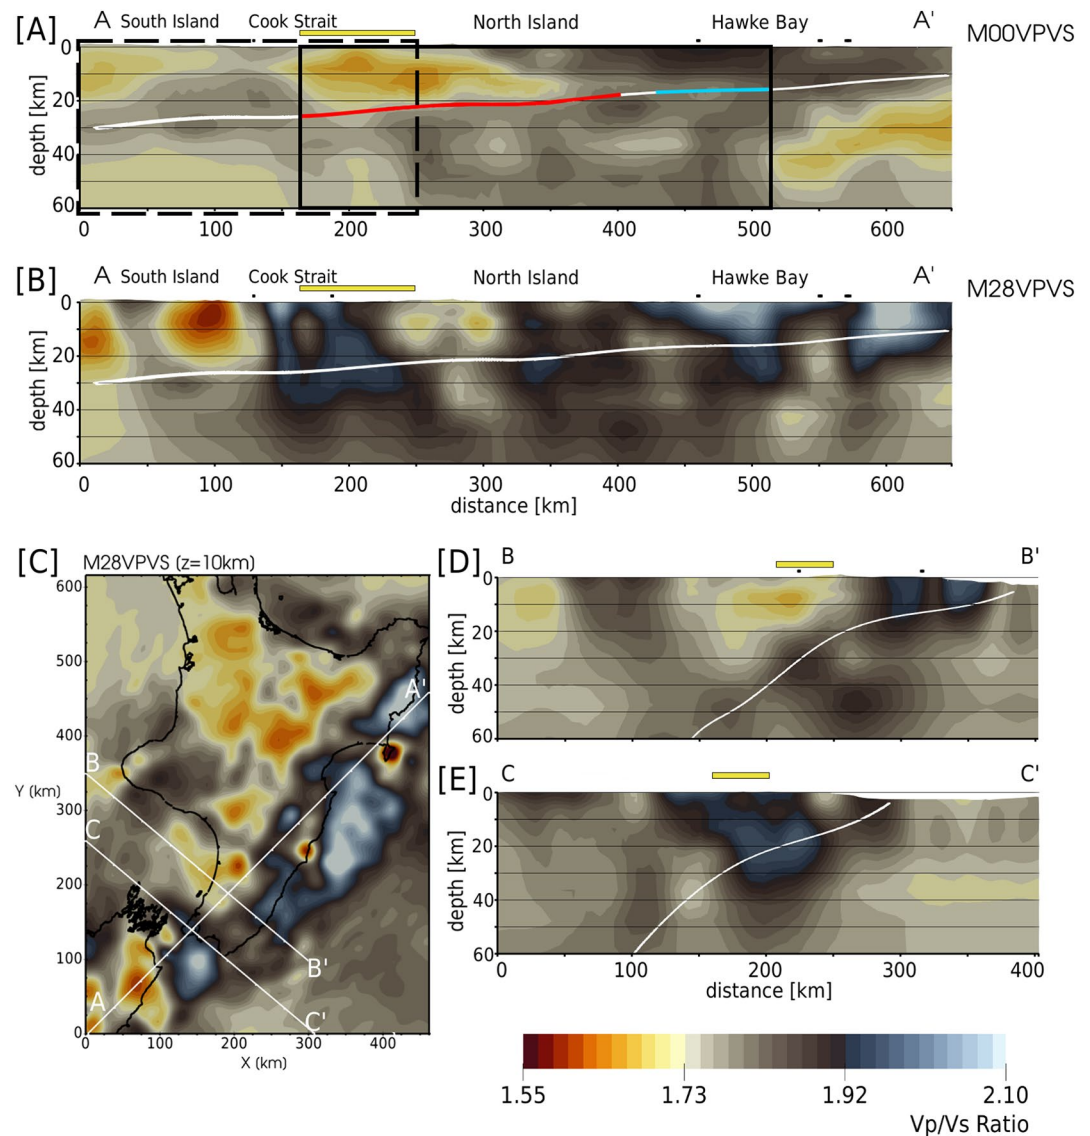 [A] A South Island Cook Strait North Island Hawke Bay A' M00VPVS
0
20
40
60
depth [km]
0 100 200 300 400 500 600
[B] A South Island Cook Strait North Island Hawke Bay A' M28VPVS
0
20
40
60
depth [km]
0 100 200 300 400 500 600
distance [km]
[C] M28VPVS (z=10km)
600
500
400
300
200
100
0
Y (km)
A'
B
C
A
B'
C'
0 100 200 300 400
X (km)
[D] B B'
0
20
40
60
depth [km]
[E] C C'
0
20
40
60
depth [km]
0 100 200 300 400
distance [km]
1.55 1.73 1.92 2.10
Vp/Vs Ratio